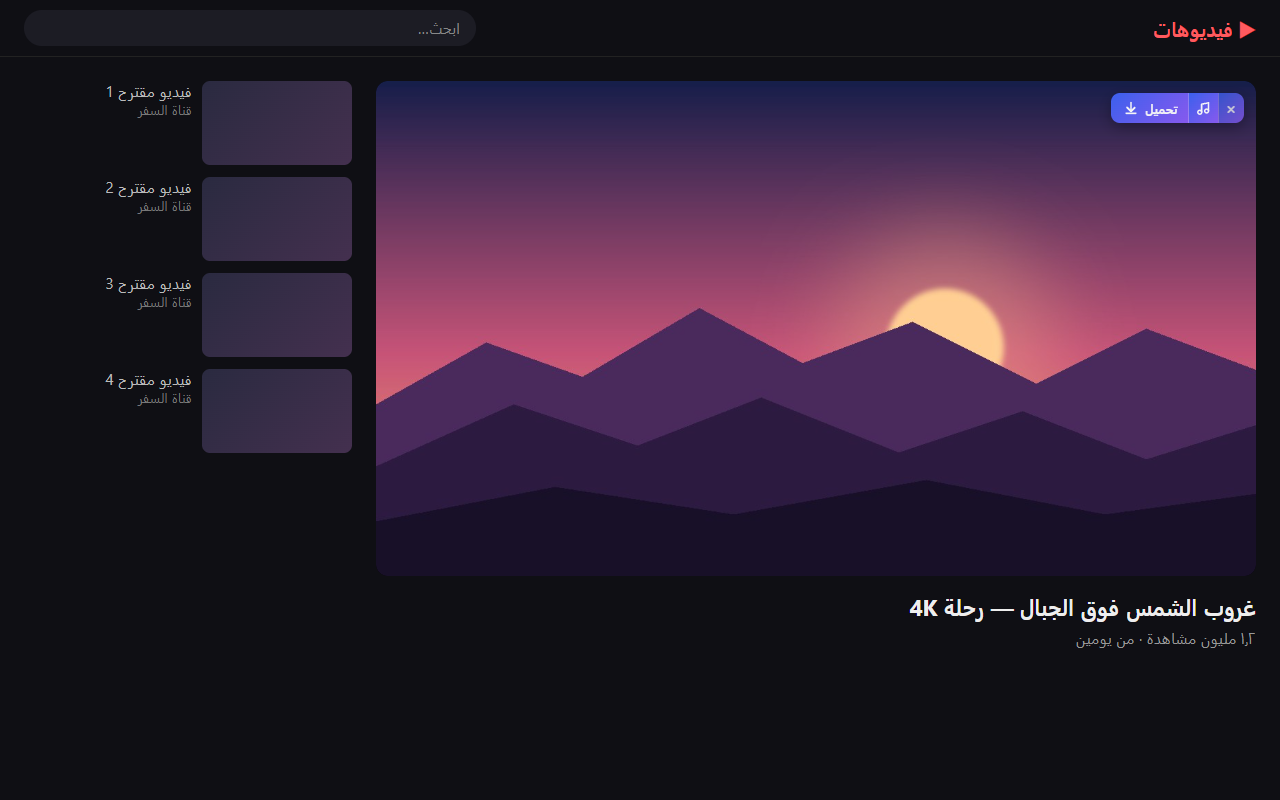 فيديوهات
ابحث...
تحميل
غروب الشمس فوق الجبال — رحلة 4K
١٫٢ مليون مشاهدة · من يومين
فيديو مقترح 1
قناة السفر
فيديو مقترح 2
قناة السفر
فيديو مقترح 3
قناة السفر
فيديو مقترح 4
قناة السفر